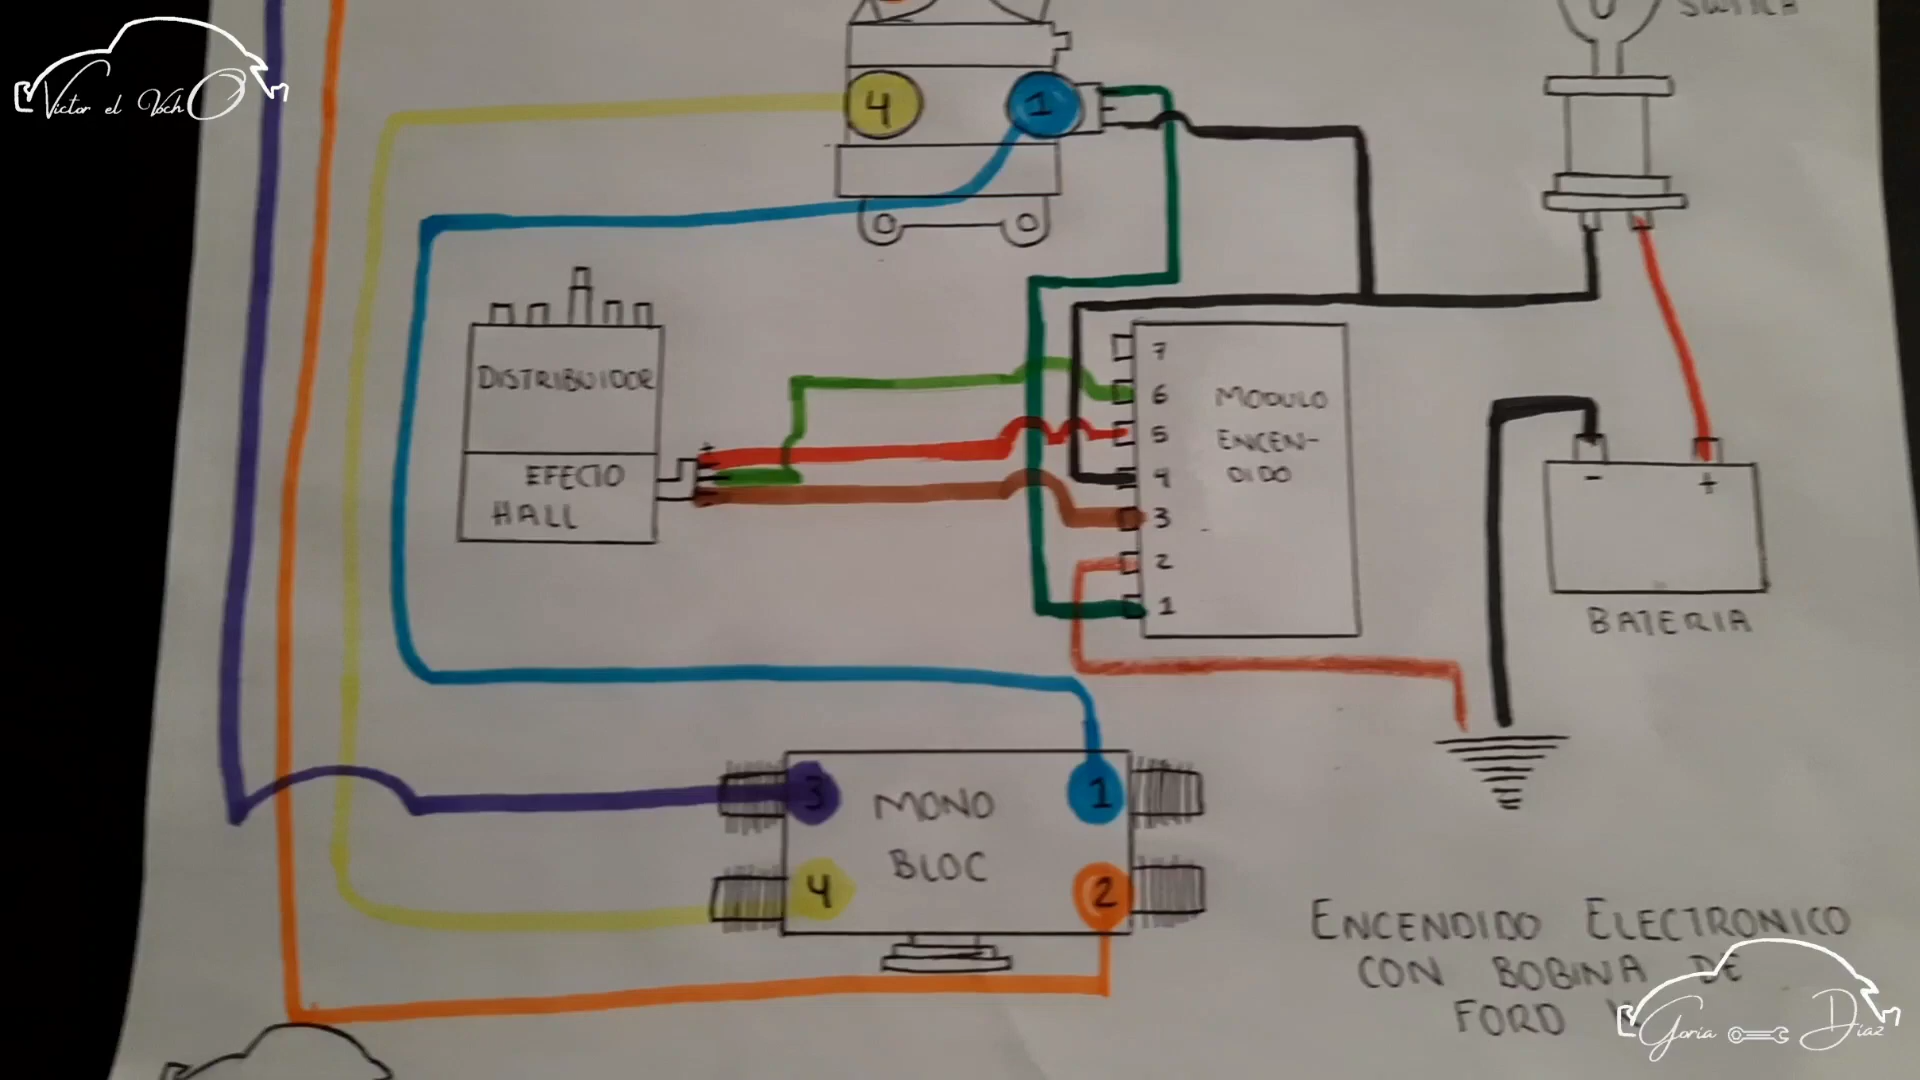 SWITCH
Victor el VochO
4
1
DISTRIBUIDOR
EFECTO
HALL
+
7
6
5
4
3
2
1
MODULO
ENCEN-
DIDO
- +
BATERIA
3
MONO
1
4
BLOC
2
ENCENDIDO ELECTRONICO
CON BOBINA DE
FORD
Goria Diaz